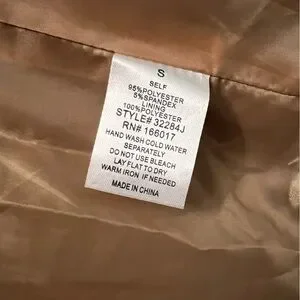 S
SELF
95%POLYESTER
5%SPANDEX
LINING
100%POLYESTER
STYLE# 32284J
RN# 166017
HAND WASH COLD WATER
SEPARATELY
DO NOT BLEACH
LAY FLAT TO DRY
WARM IRON IF NEEDED
MADE IN CHINA